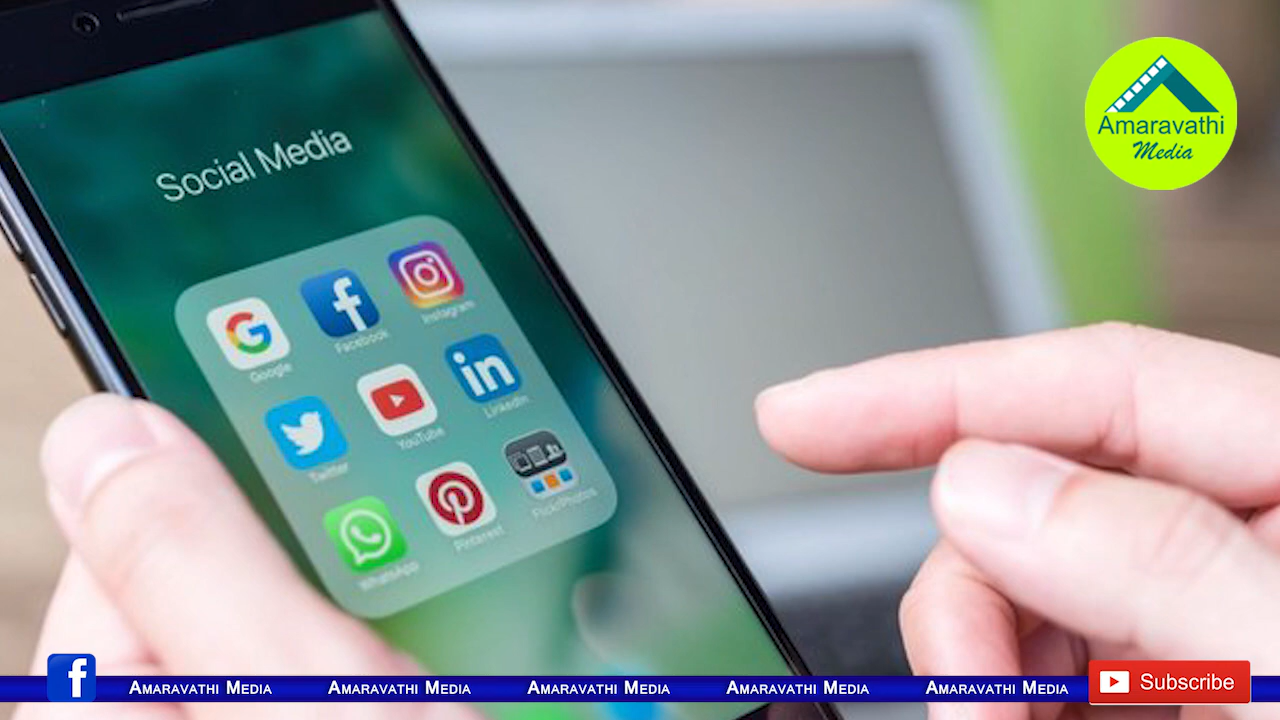 Social Media
Amaravathi
Media
Google
Facebook
Instagram
Twitter
YouTube
LinkedIn
WhatsApp
Pinterest
FlickPhotos
Amaravathi Media Amaravathi Media Amaravathi Media Amaravathi Media Amaravathi Media
Subscribe